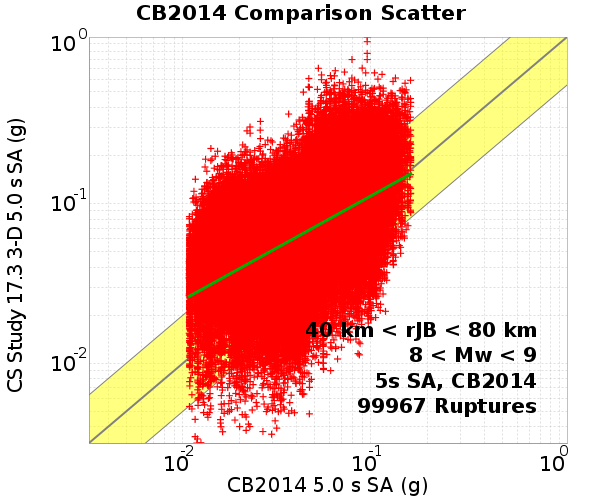 CB2014 Comparison Scatter
10^0
10^-1
10^-2
CS Study 17.3 3-D 5.0 s SA (g)
40 km < rJB < 80 km
8 < Mw < 9
5s SA, CB2014
99967 Ruptures
10^-2 10^-1 10^0
CB2014 5.0 s SA (g)